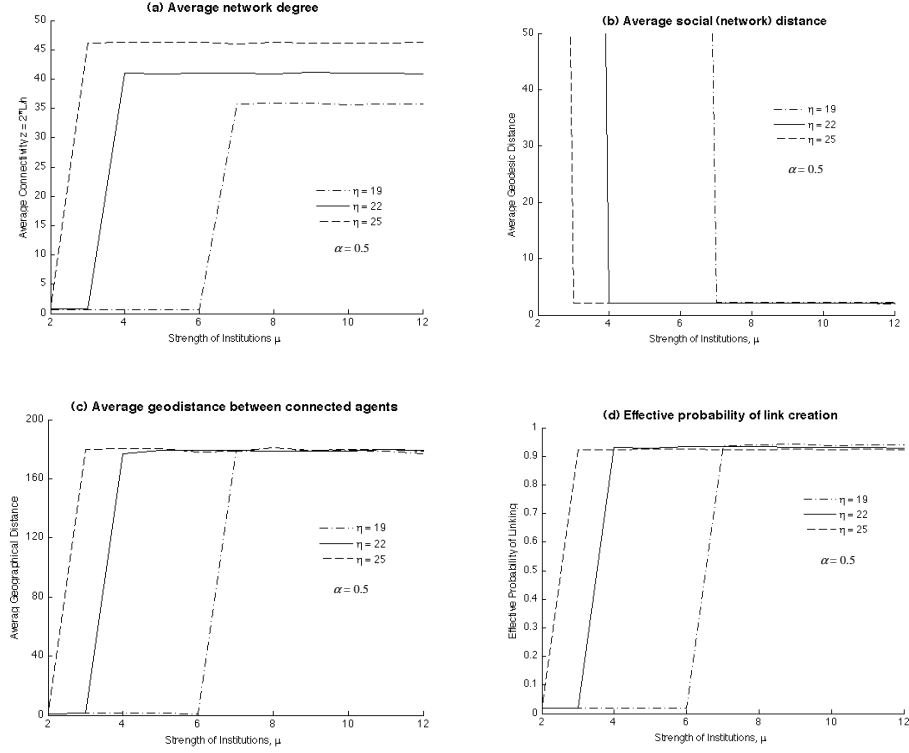 (a) Average network degree
50
45
40
35
30
25
20
15
10
5
0
Average Connectivity z = 2*L/n
η = 19
η = 22
η = 25
α = 0.5
2 4 6 8 10 12
Strength of Institutions μ
(b) Average social (network) distance
50
40
30
20
10
0
Average Geodesic Distance
η = 19
η = 22
η = 25
α = 0.5
2 4 6 8 10 12
Strength of Institutions, μ
(c) Average geodistance between connected agents
200
160
120
80
40
0
Averag Geographical Distance
η = 19
η = 22
η = 25
α = 0.5
2 4 6 8 10 12
Strength of Institutions, μ
(d) Effective probability of link creation
1
0.9
0.8
0.7
0.6
0.5
0.4
0.3
0.2
0.1
0
Effective Probability of Linking
η = 19
η = 22
η = 25
α = 0.5
2 4 6 8 10 12
Strength of Institutions, μ